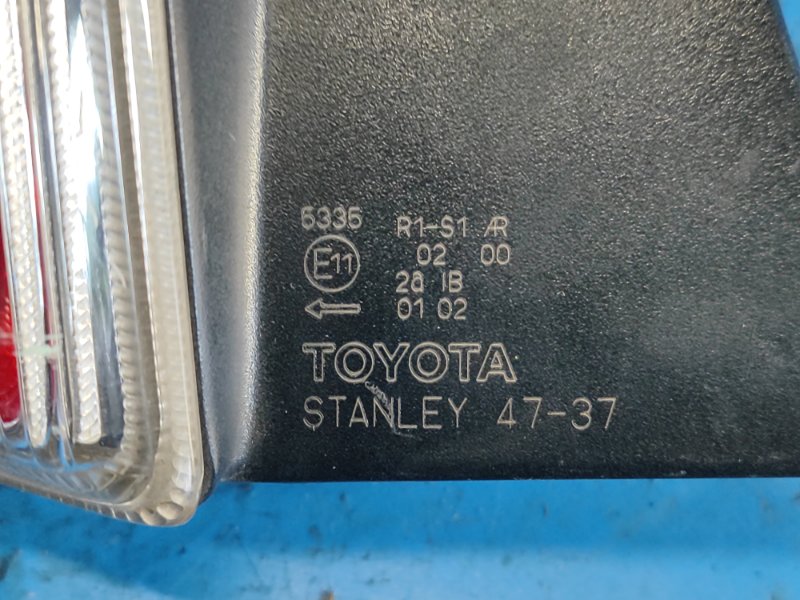 5335 R1-S1 AR
E11 02 00
28 IB
← 01 02
TOYOTA
STANLEY 47-37